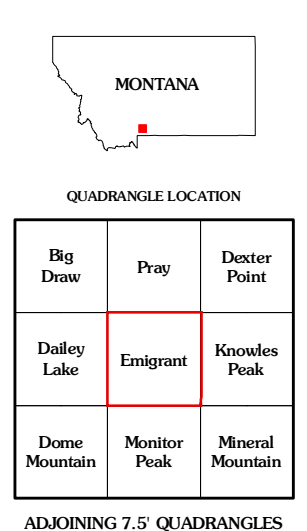 MONTANA
QUADRANGLE LOCATION
Big
Draw
Pray
Dexter
Point
Dailey
Lake
Emigrant
Knowles
Peak
Dome
Mountain
Monitor
Peak
Mineral
Mountain
ADJOINING 7.5' QUADRANGLES